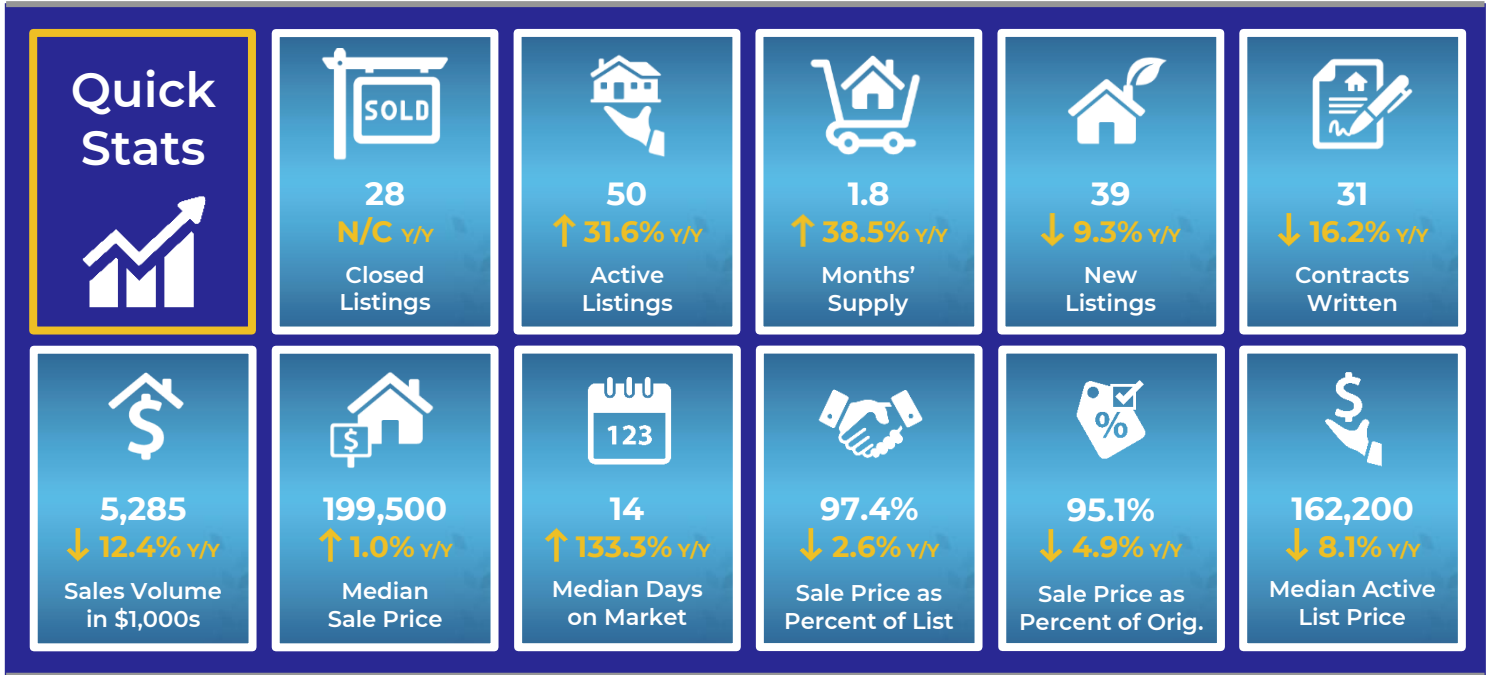 Quick
Stats
SOLD
28
N/C Y/Y
Closed
Listings
50
↑ 31.6% Y/Y
Active
Listings
1.8
↑ 38.5% Y/Y
Months’
Supply
39
↓ 9.3% Y/Y
New
Listings
31
↓ 16.2% Y/Y
Contracts
Written
$
5,285
↓ 12.4% Y/Y
Sales Volume
in $1,000s
$
199,500
↑ 1.0% Y/Y
Median
Sale Price
123
14
↑ 133.3% Y/Y
Median Days
on Market
97.4%
↓ 2.6% Y/Y
Sale Price as
Percent of List
%
95.1%
↓ 4.9% Y/Y
Sale Price as
Percent of Orig.
$
162,200
↓ 8.1% Y/Y
Median Active
List Price